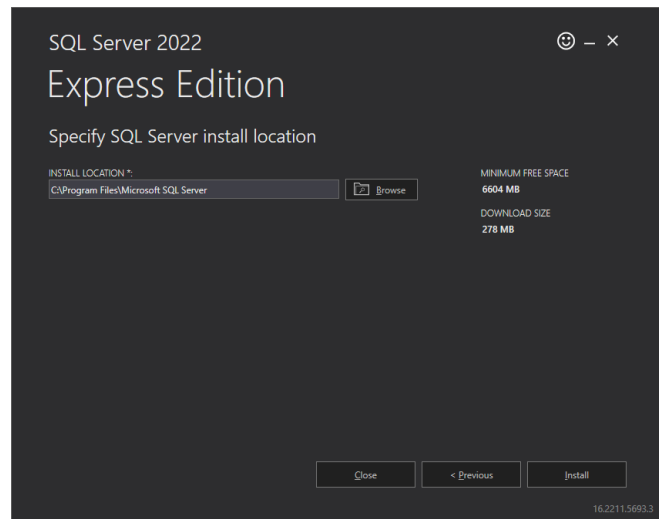 SQL Server 2022
Express Edition
Specify SQL Server install location
INSTALL LOCATION *:
C:\Program Files\Microsoft SQL Server
Browse
MINIMUM FREE SPACE
6604 MB
DOWNLOAD SIZE
278 MB
Close
< Previous
Install
16.2211.5693.3